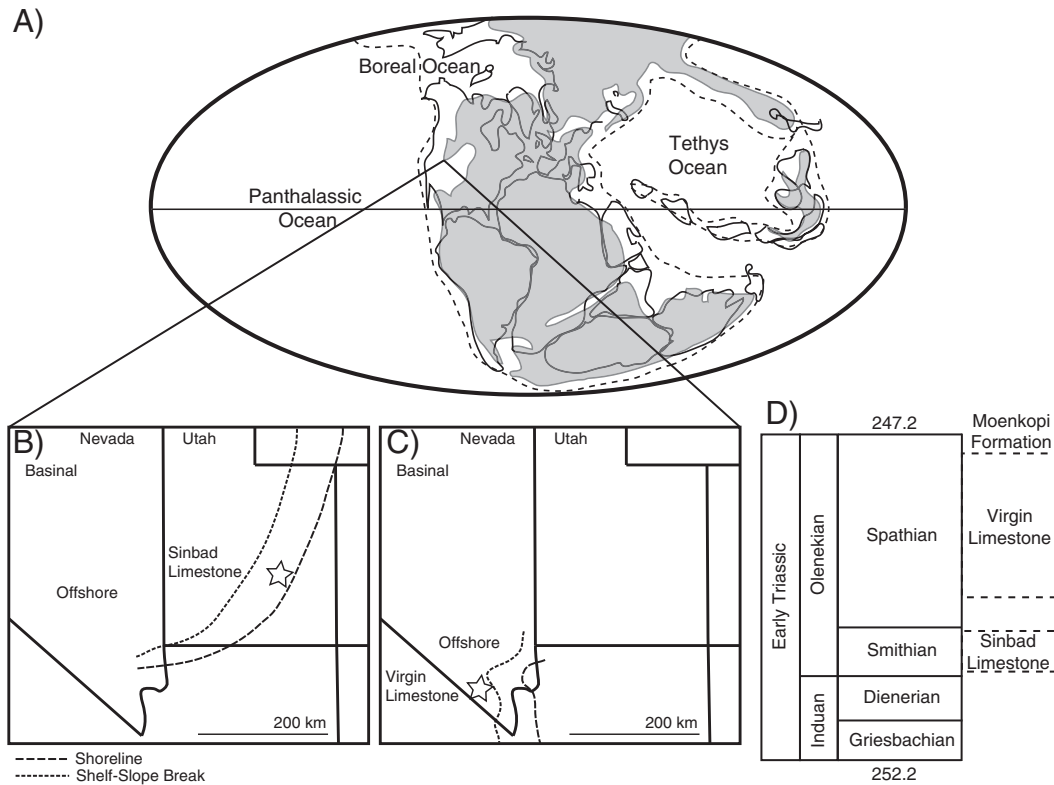 A)
Boreal Ocean
Tethys
Ocean
Panthalassic
Ocean
B)
Nevada
Utah
Basinal
Sinbad
Limestone
Offshore
200 km
Shoreline
Shelf-Slope Break
C)
Nevada
Utah
Basinal
Offshore
Virgin
Limestone
200 km
D)
247.2
Moenkopi
Formation
Early Triassic
Olenekian
Induan
Spathian
Smithian
Dienerian
Griesbachian
Virgin
Limestone
Sinbad
Limestone
252.2